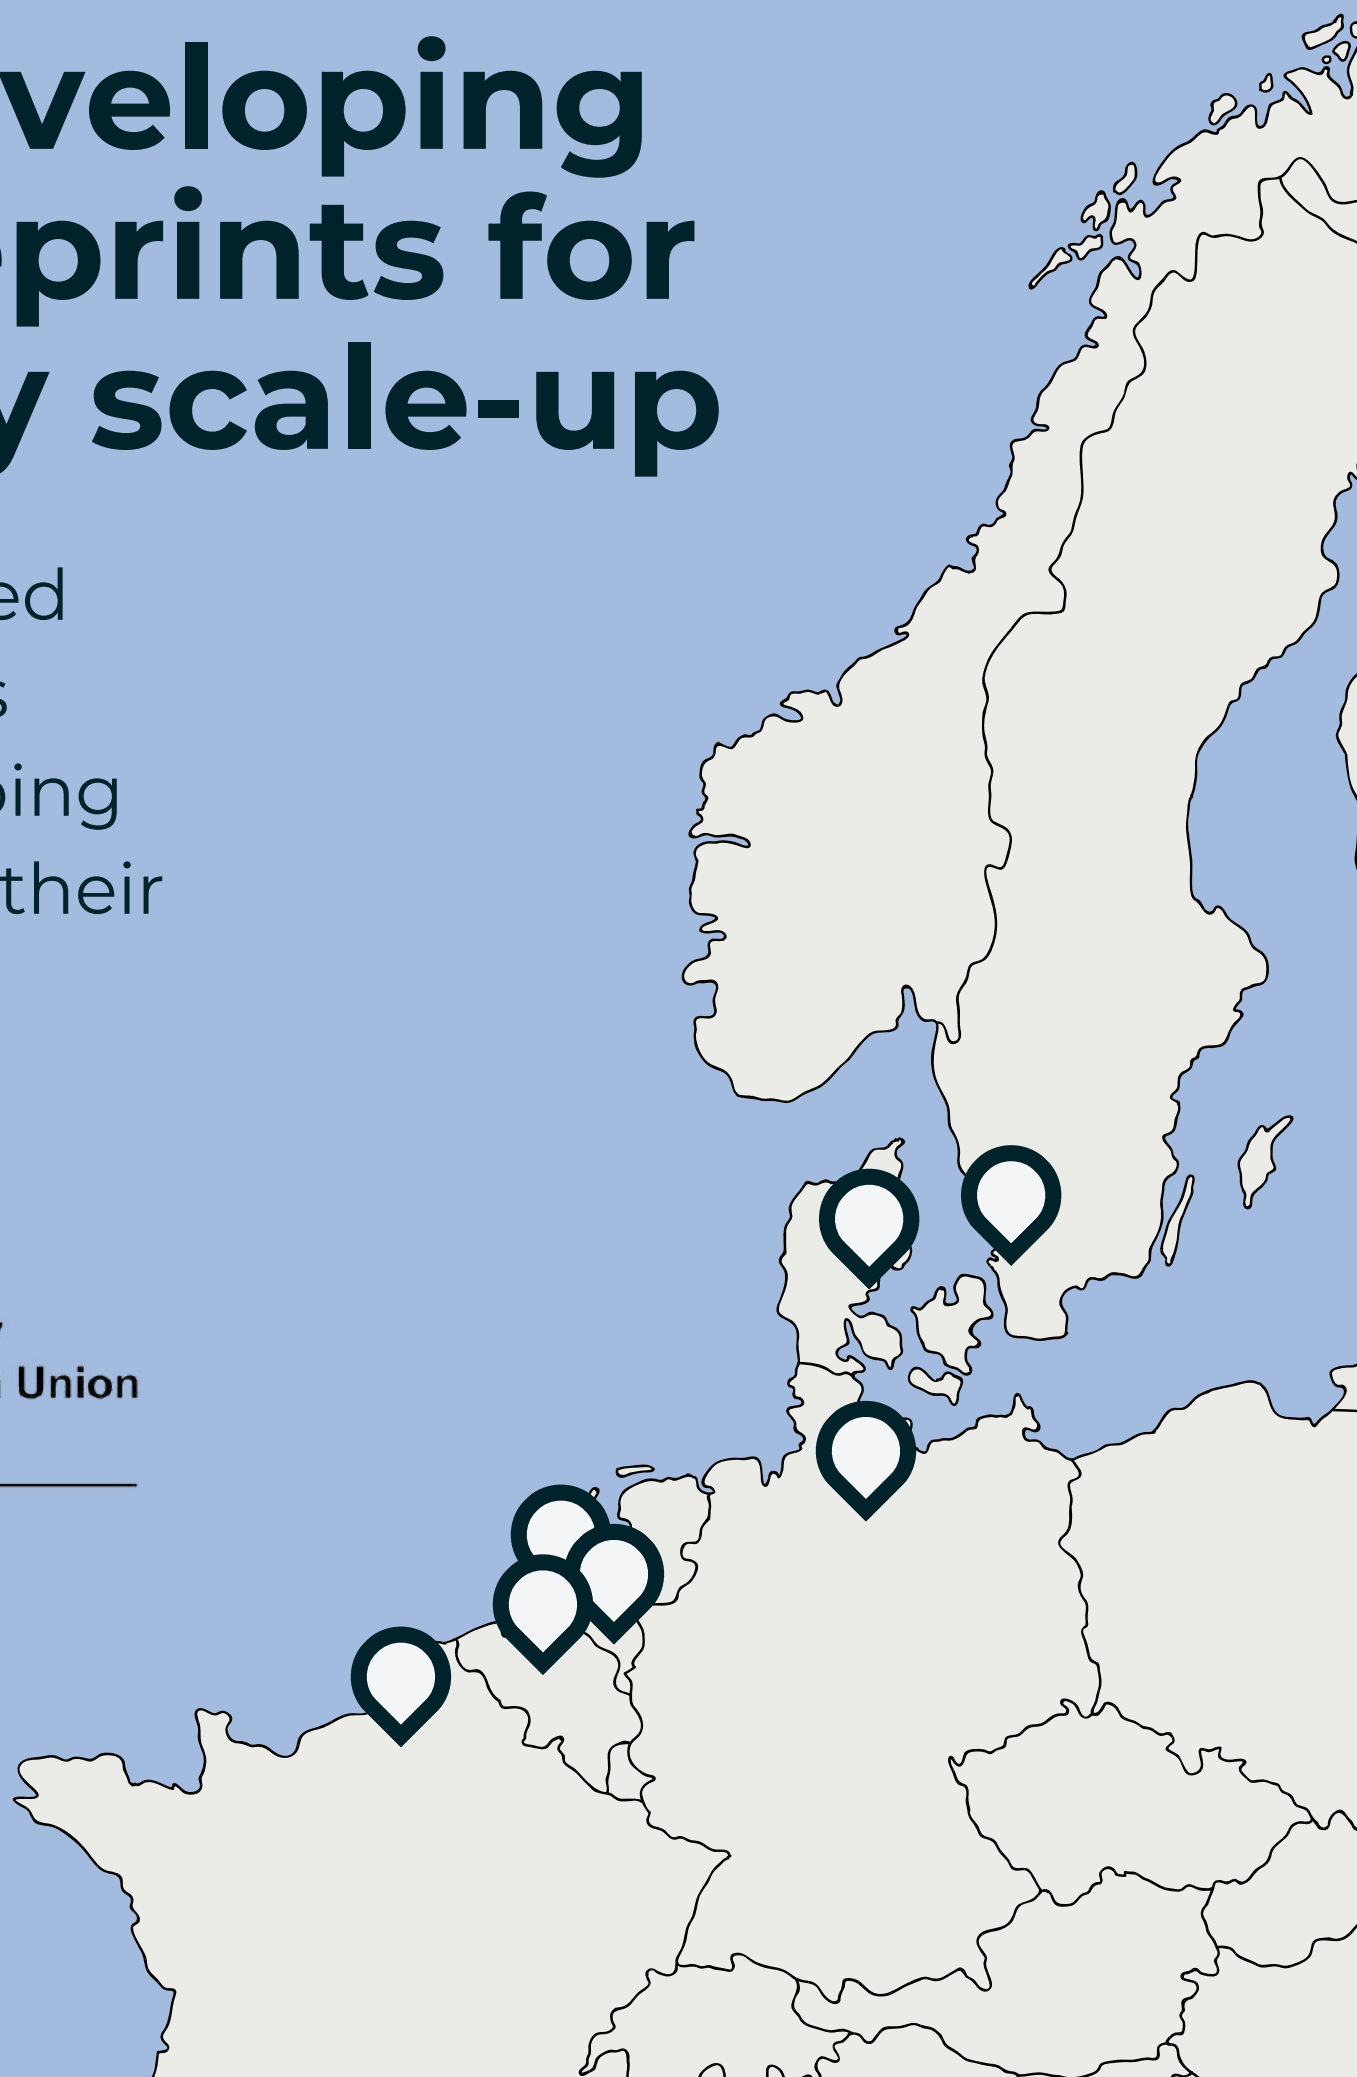 veloping
prints for
y scale-up
ed
s
ing
their
y
Union